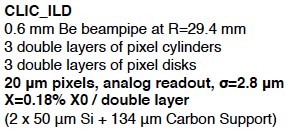 CLIC_ILD
0.6 mm Be beampipe at R=29.4 mm
3 double layers of pixel cylinders
3 double layers of pixel disks
20 μm pixels, analog readout, σ=2.8 μm
X=0.18% X0 / double layer
(2 x 50 μm Si + 134 μm Carbon Support)